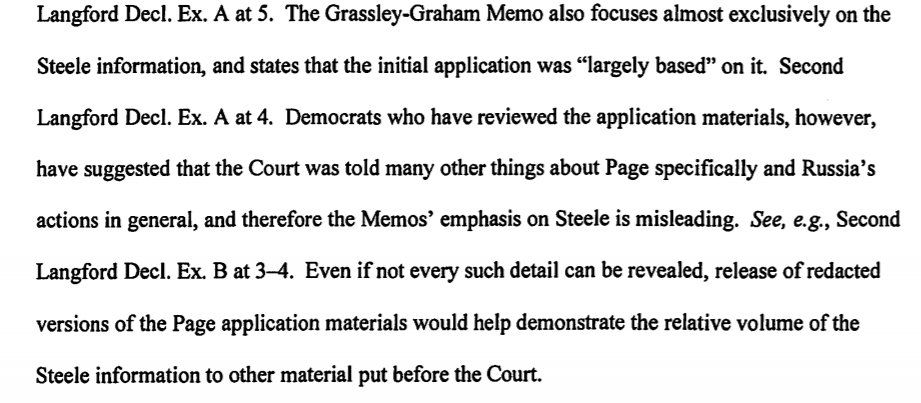 Langford Decl. Ex. A at 5. The Grassley-Graham Memo also focuses almost exclusively on the
Steele information, and states that the initial application was “largely based” on it. Second
Langford Decl. Ex. A at 4. Democrats who have reviewed the application materials, however,
have suggested that the Court was told many other things about Page specifically and Russia’s
actions in general, and therefore the Memos’ emphasis on Steele is misleading. See, e.g., Second
Langford Decl. Ex. B at 3–4. Even if not every such detail can be revealed, release of redacted
versions of the Page application materials would help demonstrate the relative volume of the
Steele information to other material put before the Court.